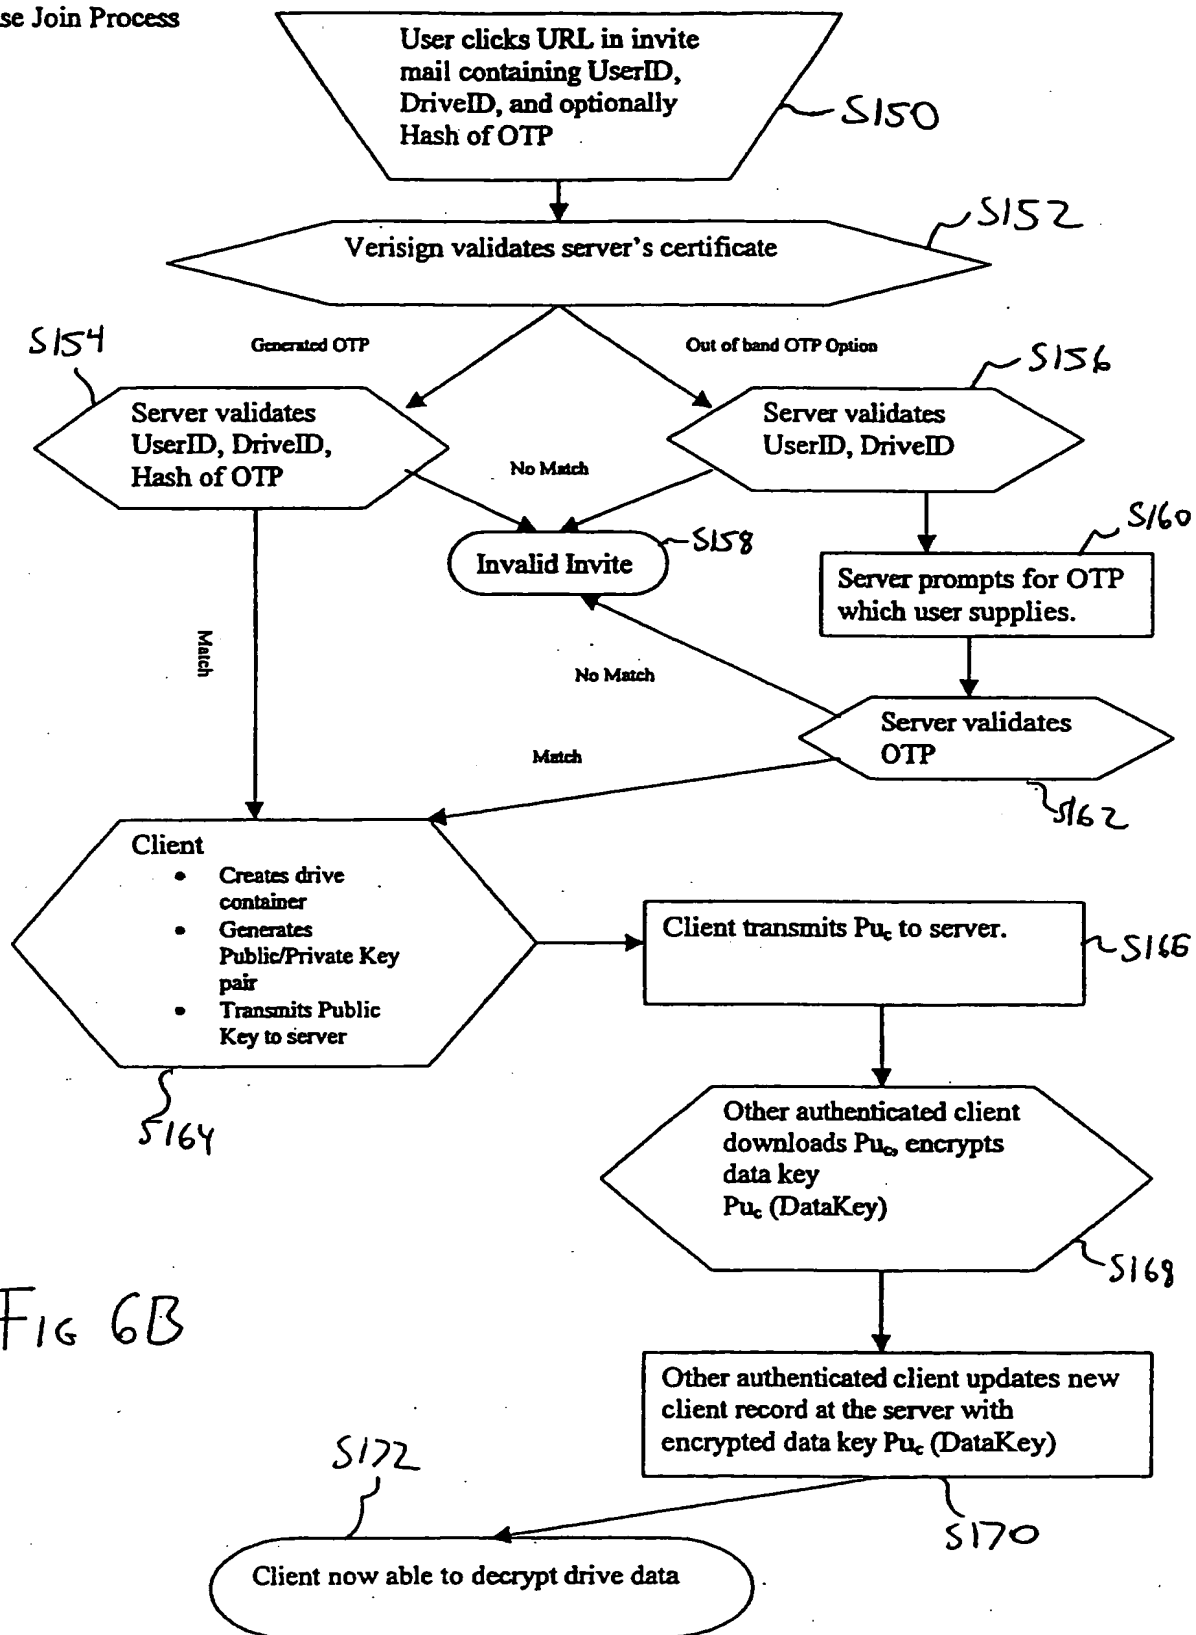 se Join Process
User clicks URL in invite
mail containing UserID,
DriveID, and optionally
Hash of OTP
S150
Verisign validates server's certificate
S152
Generated OTP
Out of band OTP Option
S154
S156
Server validates
UserID, DriveID,
Hash of OTP
Server validates
UserID, DriveID
No Match
S158
Invalid Invite
S160
Server prompts for OTP
which user supplies.
Match
No Match
Server validates
OTP
S162
Match
Client
• Creates drive
container
• Generates
Public/Private Key
pair
• Transmits Public
Key to server
S164
Client transmits Puc to server.
S166
Other authenticated client
downloads Puc, encrypts
data key
Puc (DataKey)
S168
FIG 6B
Other authenticated client updates new
client record at the server with
encrypted data key Puc (DataKey)
S170
S172
Client now able to decrypt drive data